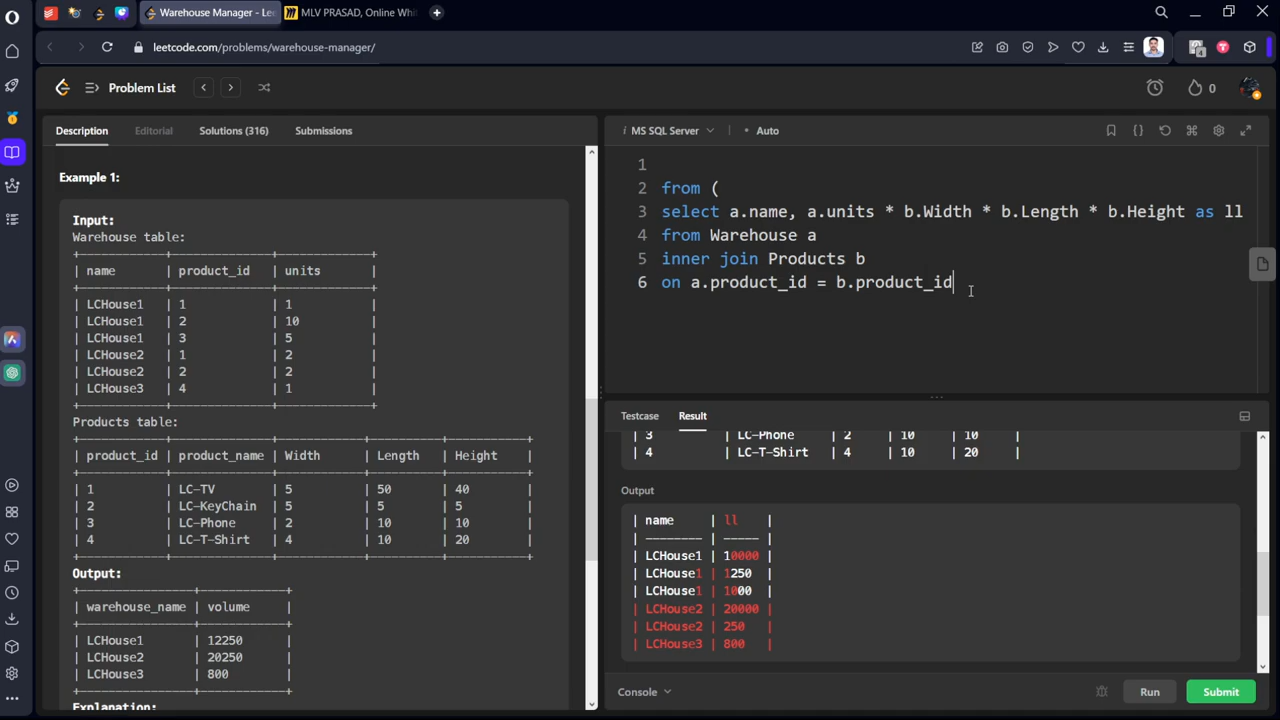 Warehouse Manager - Lee
MLV PRASAD, Online Whi
leetcode.com/problems/warehouse-manager/
4
Problem List
0
Description
Editorial
Solutions (316)
Submissions
Example 1:
Input:
Warehouse table:
+------------+--------------+-------------+
| name | product_id | units |
+------------+--------------+-------------+
| LCHouse1 | 1 | 1 |
| LCHouse1 | 2 | 10 |
| LCHouse1 | 3 | 5 |
| LCHouse2 | 1 | 2 |
| LCHouse2 | 2 | 2 |
| LCHouse3 | 4 | 1 |
+------------+--------------+-------------+
Products table:
+------------+--------------+------------+----------+-----------+
| product_id | product_name | Width | Length | Height |
+------------+--------------+------------+----------+-----------+
| 1 | LC-TV | 5 | 50 | 40 |
| 2 | LC-KeyChain | 5 | 5 | 5 |
| 3 | LC-Phone | 2 | 10 | 10 |
| 4 | LC-T-Shirt | 4 | 10 | 20 |
+------------+--------------+------------+----------+-----------+
Output:
+----------------+------------+
| warehouse_name | volume |
+----------------+------------+
| LCHouse1 | 12250 |
| LCHouse2 | 20250 |
| LCHouse3 | 800 |
+----------------+------------+
Explanation:
i MS SQL Server
• Auto
1
2 from (
3 select a.name, a.units * b.Width * b.Length * b.Height as ll
4 from Warehouse a
5 inner join Products b
6 on a.product_id = b.product_id
Testcase
Result
| 3 | LC-Phone | 2 | 10 | 10 |
| 4 | LC-T-Shirt | 4 | 10 | 20 |
Output
| name | ll |
| -------- | ----- |
| LCHouse1 | 10000 |
| LCHouse1 | 1250 |
| LCHouse1 | 1000 |
| LCHouse2 | 20000 |
| LCHouse2 | 250 |
| LCHouse3 | 800 |
Console
Run
Submit